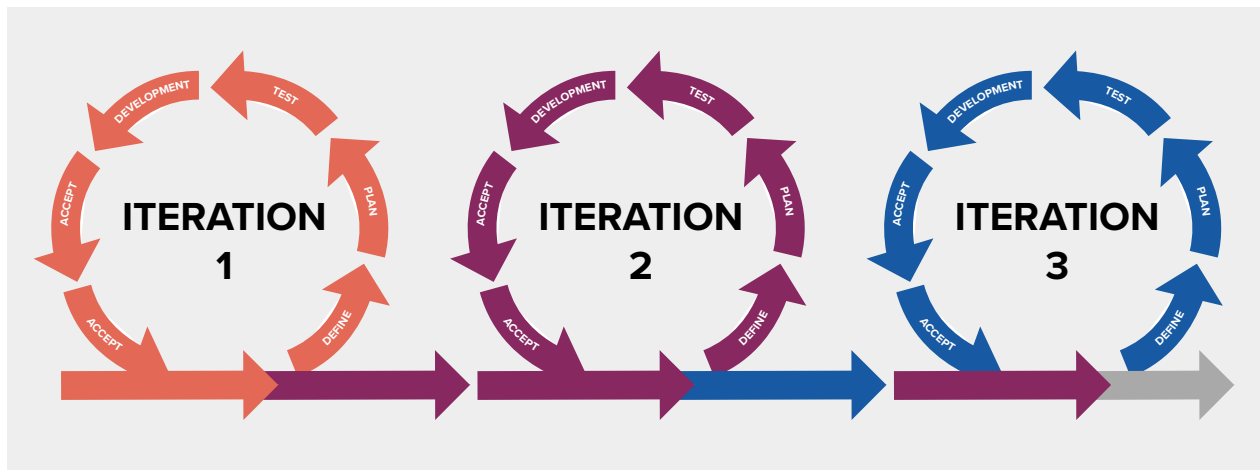 DEVELOPMENT
TEST
ACCEPT
PLAN
ITERATION
1
ACCEPT
DEFINE
DEVELOPMENT
TEST
ACCEPT
PLAN
ITERATION
2
ACCEPT
DEFINE
DEVELOPMENT
TEST
ACCEPT
PLAN
ITERATION
3
ACCEPT
DEFINE